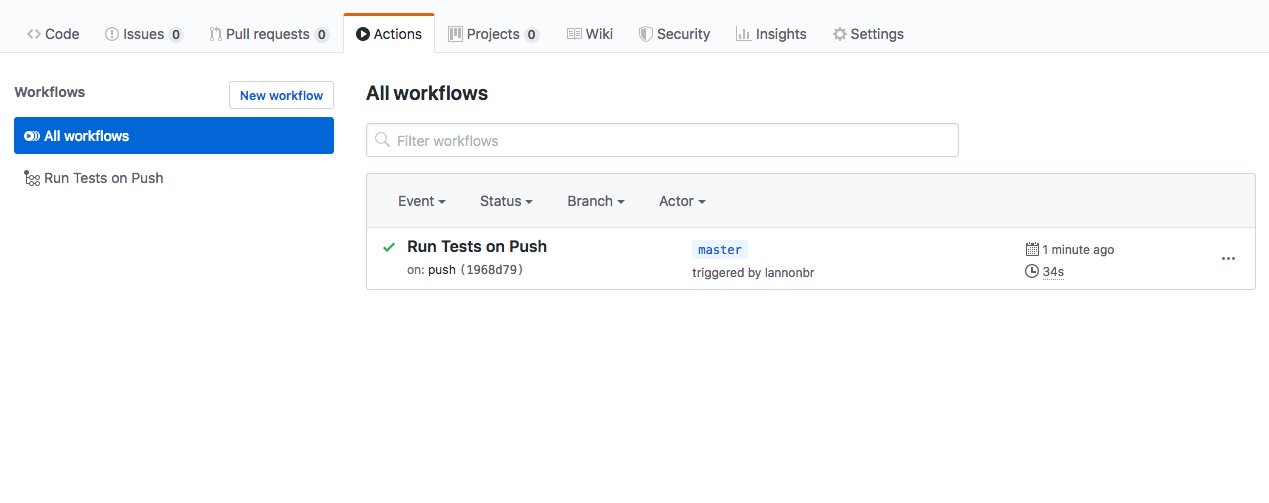 Code Issues 0 Pull requests 0 Actions Projects 0 Wiki Security Insights Settings
Workflows
New workflow
All workflows
Run Tests on Push
All workflows
Filter workflows
Event Status Branch Actor
Run Tests on Push master 1 minute ago
on: push (1968d79) triggered by lannonbr 34s